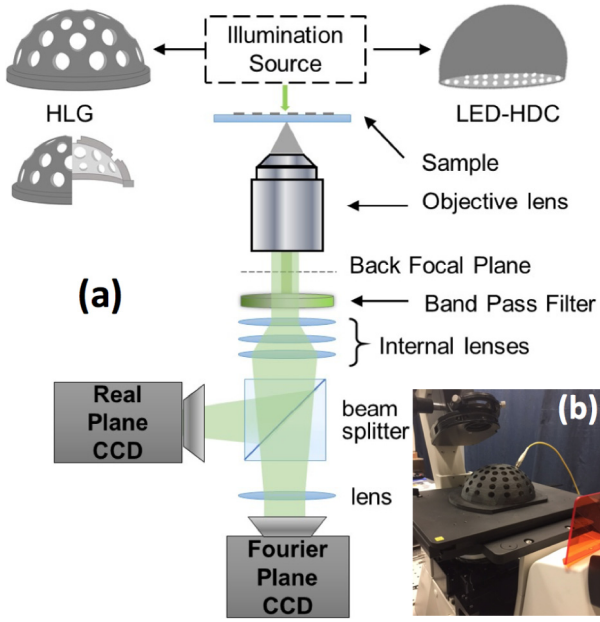 Illumination
Source
HLG
LED-HDC
Sample
Objective lens
Back Focal Plane
(a)
Band Pass Filter
Internal lenses
Real
Plane
CCD
beam
splitter
(b)
lens
Fourier
Plane
CCD